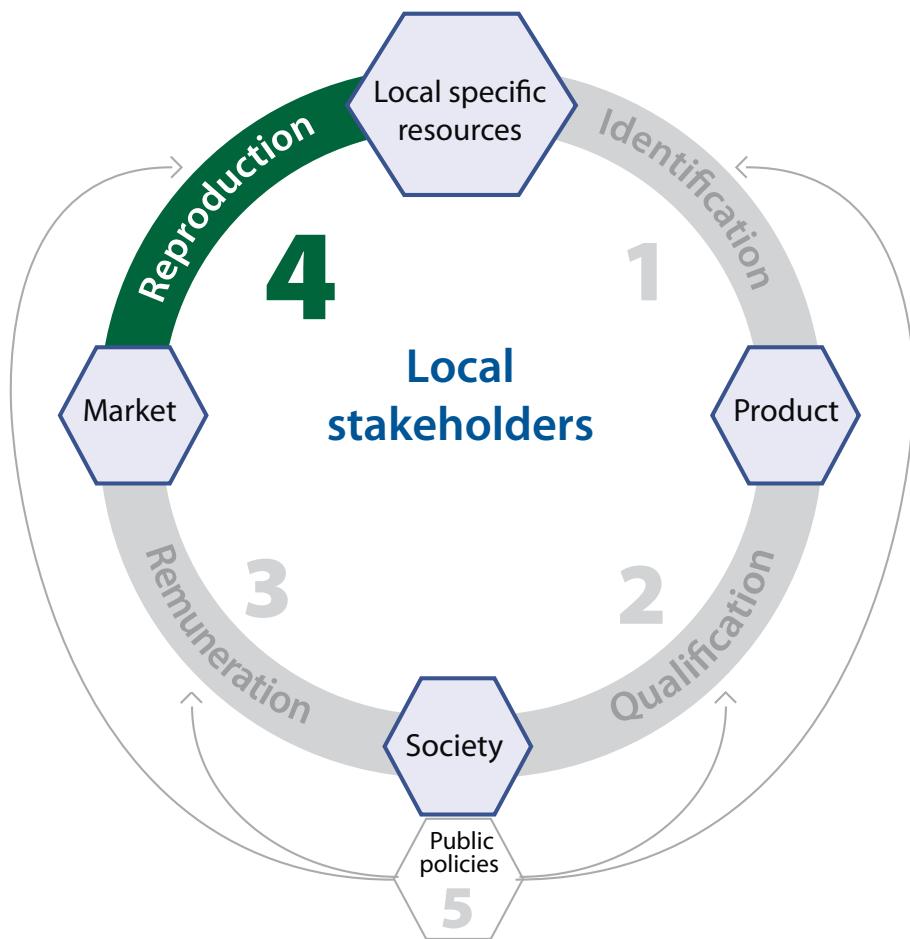 Local specific
resources
Reproduction
Identification
4
1
Local
stakeholders
Market
Product
3
2
Remuneration
Qualification
Society
Public
policies
5